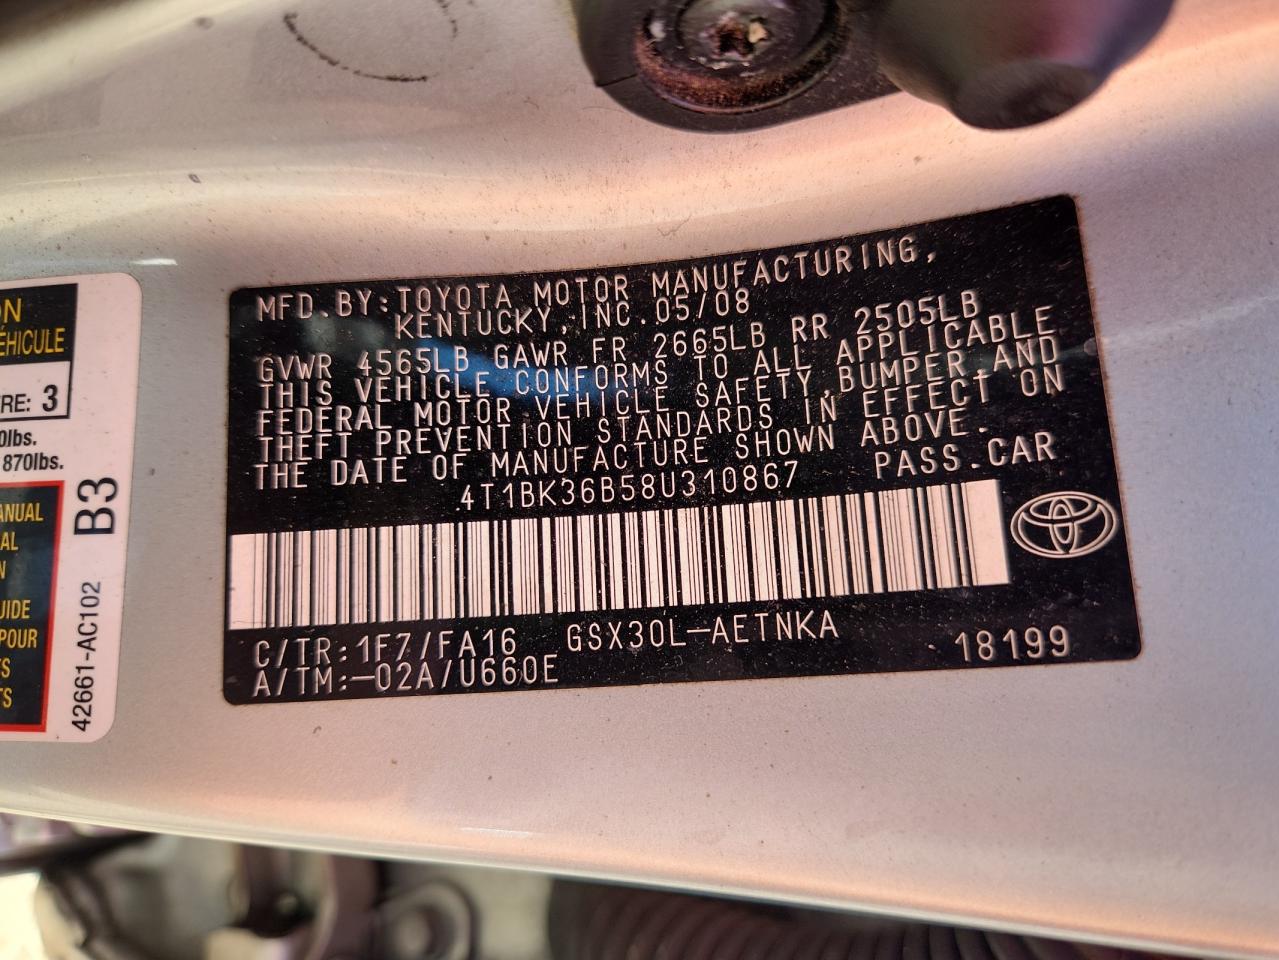 MFD.BY:TOYOTA MOTOR MANUFACTURING,
KENTUCKY,INC.05/08
GVWR 4565LB GAWR FR 2665LB RR 2505LB
THIS VEHICLE CONFORMS TO ALL APPLICABLE
FEDERAL MOTOR VEHICLE SAFETY,BUMPER,AND
THEFT PREVENTION STANDARDS IN EFFECT ON
THE DATE OF MANUFACTURE SHOWN ABOVE.
4T1BK36B58U310867 PASS.CAR
C/TR:1F7/FA16 GSX30L-AETNKA
A/TM:-02A/U660E 18199
ON
ÉHICULE
RE: 3
0lbs.
870lbs.
ANUAL
AL
N
GUIDE
POUR
S
TS
B3
42661-AC102